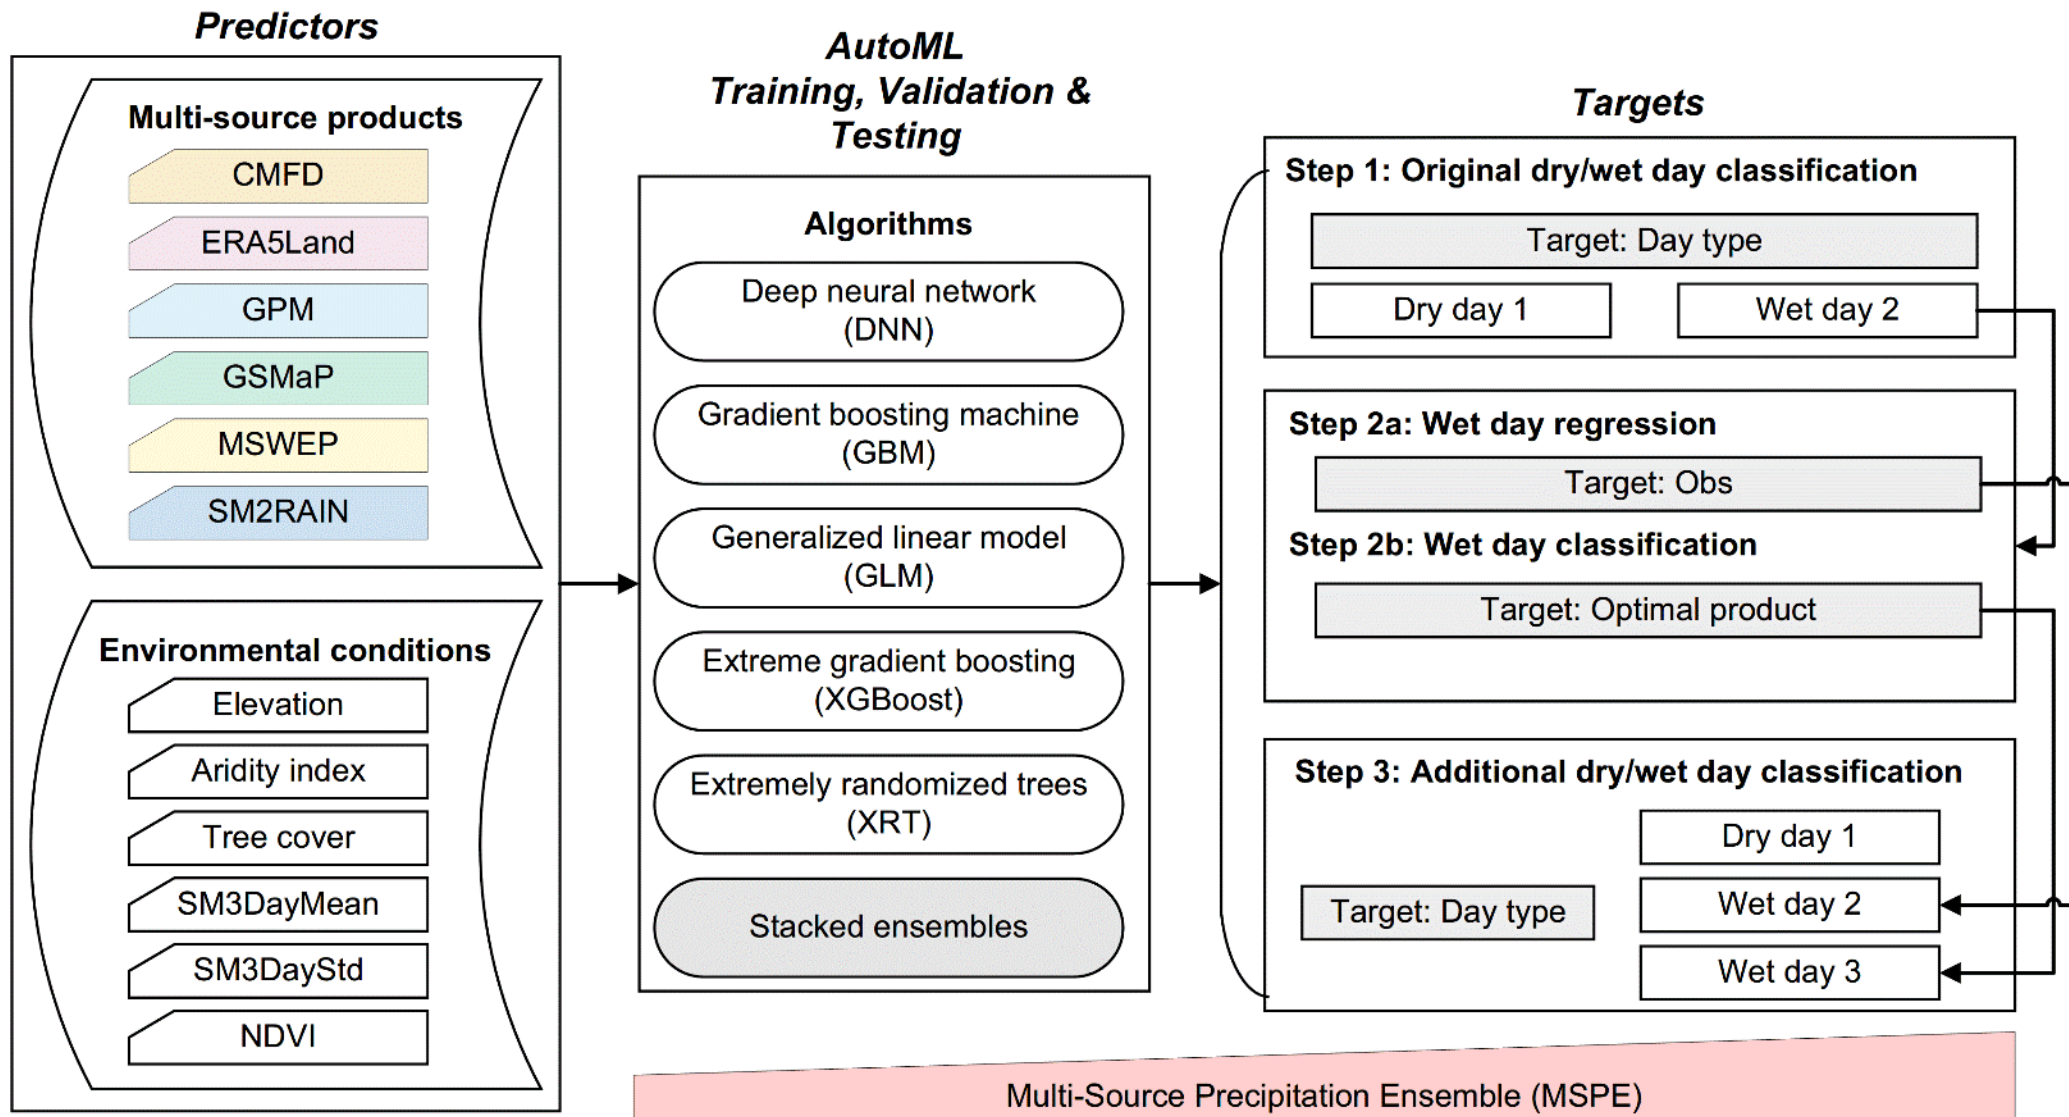 Predictors
Multi-source products
CMFD
ERA5Land
GPM
GSMaP
MSWEP
SM2RAIN
Environmental conditions
Elevation
Aridity index
Tree cover
SM3DayMean
SM3DayStd
NDVI
AutoML
Training, Validation &
Testing
Algorithms
Deep neural network
(DNN)
Gradient boosting machine
(GBM)
Generalized linear model
(GLM)
Extreme gradient boosting
(XGBoost)
Extremely randomized trees
(XRT)
Stacked ensembles
Targets
Step 1: Original dry/wet day classification
Target: Day type
Dry day 1
Wet day 2
Step 2a: Wet day regression
Target: Obs
Step 2b: Wet day classification
Target: Optimal product
Step 3: Additional dry/wet day classification
Target: Day type
Dry day 1
Wet day 2
Wet day 3
Multi-Source Precipitation Ensemble (MSPE)